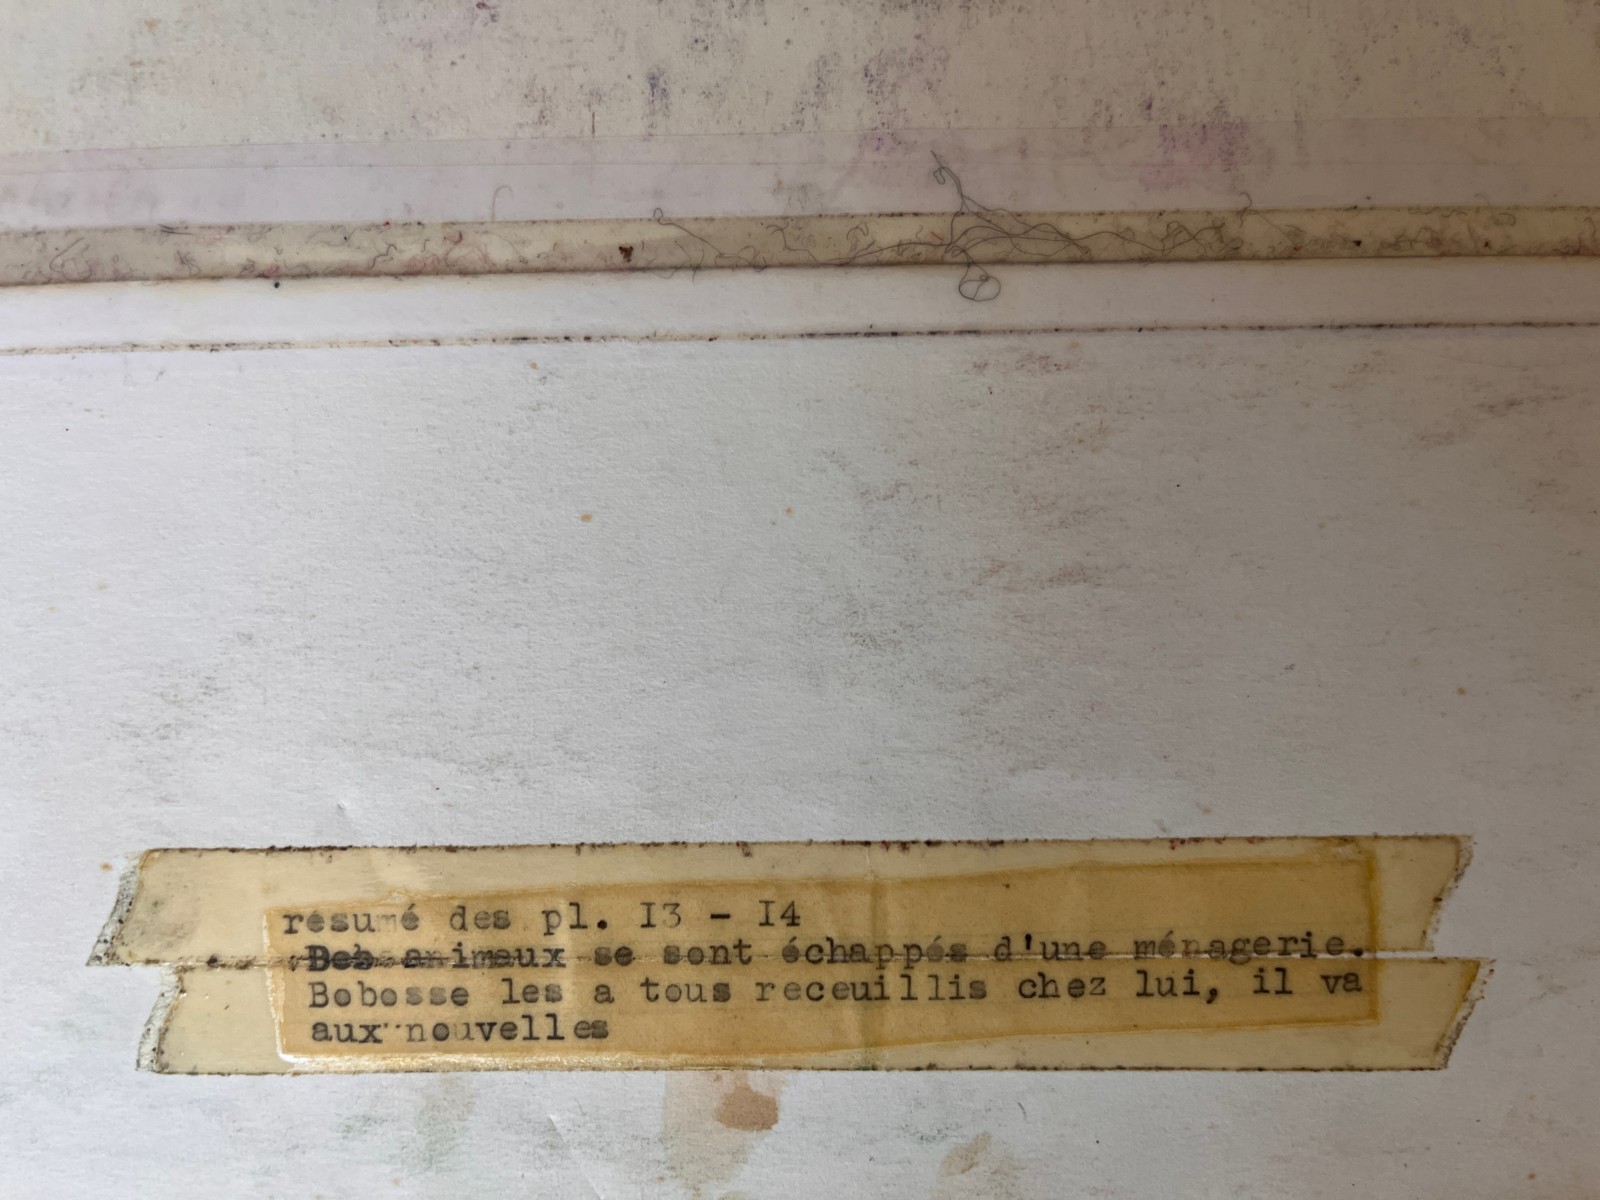 resumé des pl. I3 - I4
Des animaux se sont échappés d'une ménagerie.
Bobosse les a tous receuillis chez lui, il va
aux nouvelles